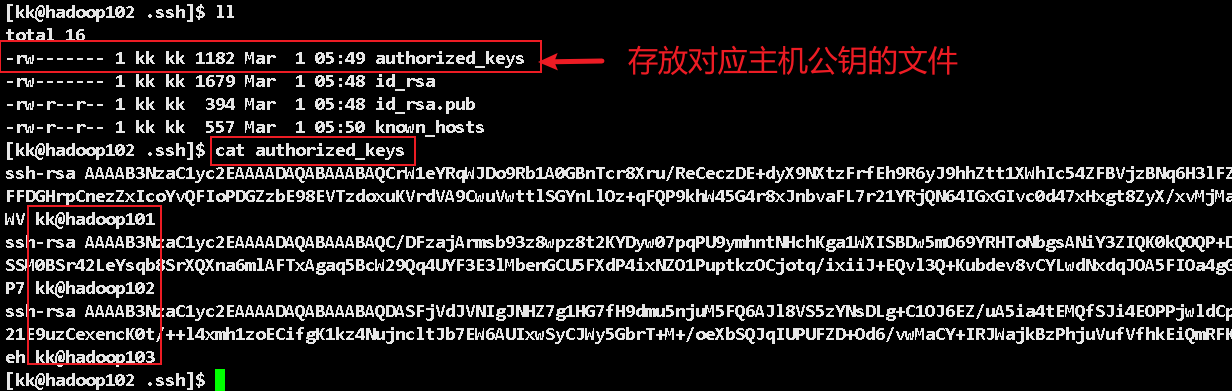 [kk@hadoop102 .ssh]$ ll
total 16
-rw------- 1 kk kk 1182 Mar  1 05:49 authorized_keys 存放对应主机公钥的文件
-rw------- 1 kk kk 1679 Mar  1 05:48 id_rsa
-rw-r--r-- 1 kk kk  394 Mar  1 05:48 id_rsa.pub
-rw-r--r-- 1 kk kk  557 Mar  1 05:50 known_hosts
[kk@hadoop102 .ssh]$ cat authorized_keys
ssh-rsa AAAAB3NzaC1yc2EAAAADAQABAAABAQCrW1eYRqWJDo9Rb1A0GBnTcr8Xru/ReCeczDE+dyX9NXtzFrfEh9R6yJ9hhZtt1XWhIc54ZFBVjzBNq6H3lFZ
FFDGHrpCnezZxIcoYvQFIoPDGZzbE98EVTzdoxuKVrdVA9CwuVwttlSGYnLlOz+qFQP9khW45G4r8xJnbvaFL7r21YRjQN64IGxGIvc0d47xHxgt8ZyX/xvMjMa
WV kk@hadoop101
ssh-rsa AAAAB3NzaC1yc2EAAAADAQABAAABAQC/DFzajArmsb93z8wpz8t2KYDyw07pqPU9ymhntNHchKga1WXISBDw5mO69YRHToNbgsANiY3ZIQK0kQOQP+D
SSM0BSr42LeYsqb8SrXQXna6mlAFTxAgaq5BcW29Qq4UYF3E3lMbenGCU5FXdP4ixNZO1PuptkzOCjotq/ixiiJ+EQvl3Q+Kubdev8vCYLwdNxdqJOA5FIOa4gG
P7 kk@hadoop102
ssh-rsa AAAAB3NzaC1yc2EAAAADAQABAAABAQDASFjVdJVNIgJNHZ7g1HG7fH9dmu5njuM5FQ6AJl8VS5zYNsDLg+C1OJ6EZ/uA5ia4tEMQfSJi4EOPPjwldCp
21E9uzCexencK0t/++l4xmh1zoECifgK1kz4NujncltJb7EW6AUIxwSyCJWy5GbrT+M+/oeXbSQJqIUPUFZD+Od6/vwMaCY+IRJWajkBzPhjuVufVfhkEiQmRFK
eh kk@hadoop103
[kk@hadoop102 .ssh]$